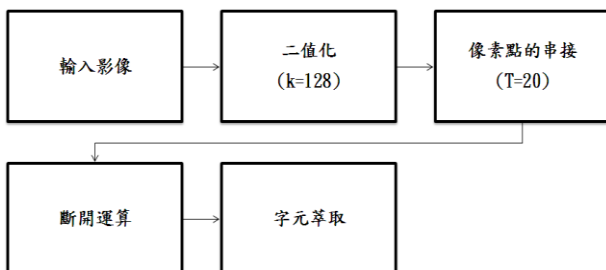 輸入影像
二值化
(k=128)
像素點的串接
(T=20)
斷開運算
字元萃取